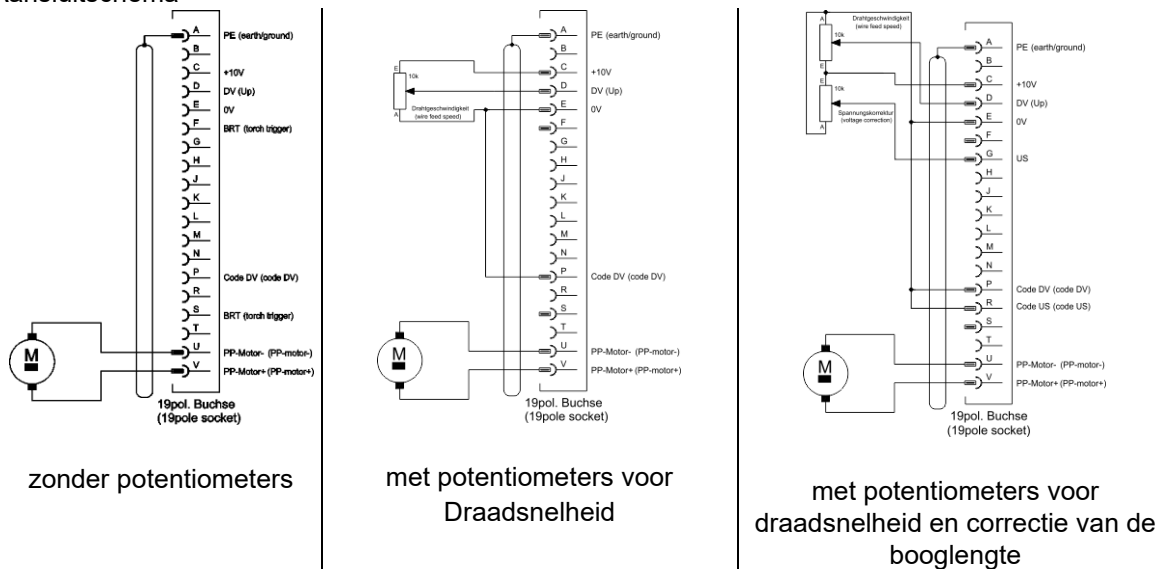 A PE (earth/ground)
B
C +10V
D DV (Up)
E 0V
F BRT (torch trigger)
G
H
J
K
L
M
N
P Code DV (code DV)
R
S BRT (torch trigger)
T
U PP-Motor- (PP-motor-)
V PP-Motor+ (PP-motor+)
M
19pol. Buchse
(19pole socket)
zonder potentiometers
A PE (earth/ground)
B
E
10k
C +10V
D DV (Up)
Drahtgeschwindigkeit
(wire feed speed)
A
E 0V
F
G
H
J
K
L
M
N
P Code DV (code DV)
R
S
T
U PP-Motor- (PP-motor-)
V PP-Motor+ (PP-motor+)
M
19pol. Buchse
(19pole socket)
met potentiometers voor
Draadsnelheid
A
Drahtgeschwindigkeit
(wire feed speed)
10k
E
E
10k
Spannungskorrektur
(voltage correction)
A
A PE (earth/ground)
B
C +10V
D DV (Up)
E 0V
F
G US
H
J
K
L
M
N
P Code DV (code DV)
R Code US (code US)
S
T
U PP-Motor- (PP-motor-)
V PP-Motor+ (PP-motor+)
M
19pol. Buchse
(19pole socket)
met potentiometers voor
draadsnelheid en correctie van de
booglengte